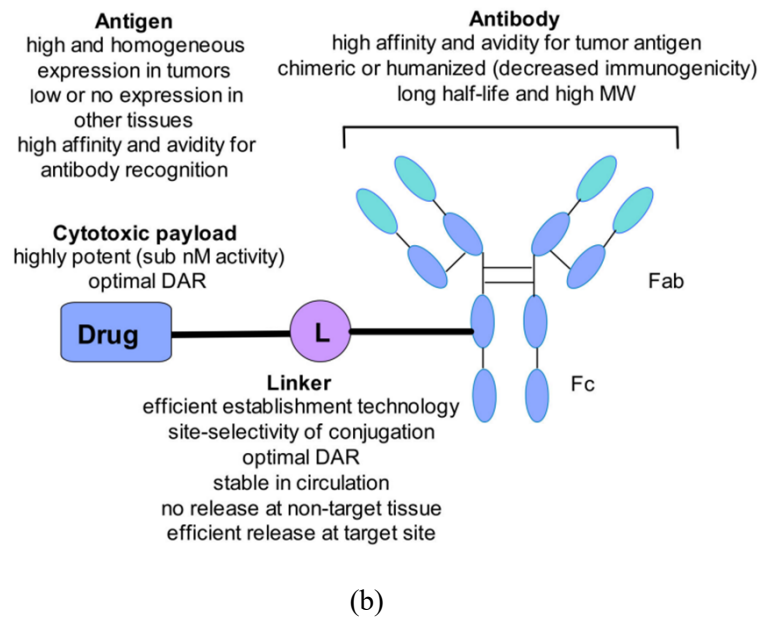 Antigen
high and homogeneous
expression in tumors
low or no expression in
other tissues
high affinity and avidity for
antibody recognition
Antibody
high affinity and avidity for tumor antigen
chimeric or humanized (decreased immunogenicity)
long half-life and high MW
Cytotoxic payload
highly potent (sub nM activity)
optimal DAR
Drug
L
Fab
Fc
Linker
efficient establishment technology
site-selectivity of conjugation
optimal DAR
stable in circulation
no release at non-target tissue
efficient release at target site
(b)